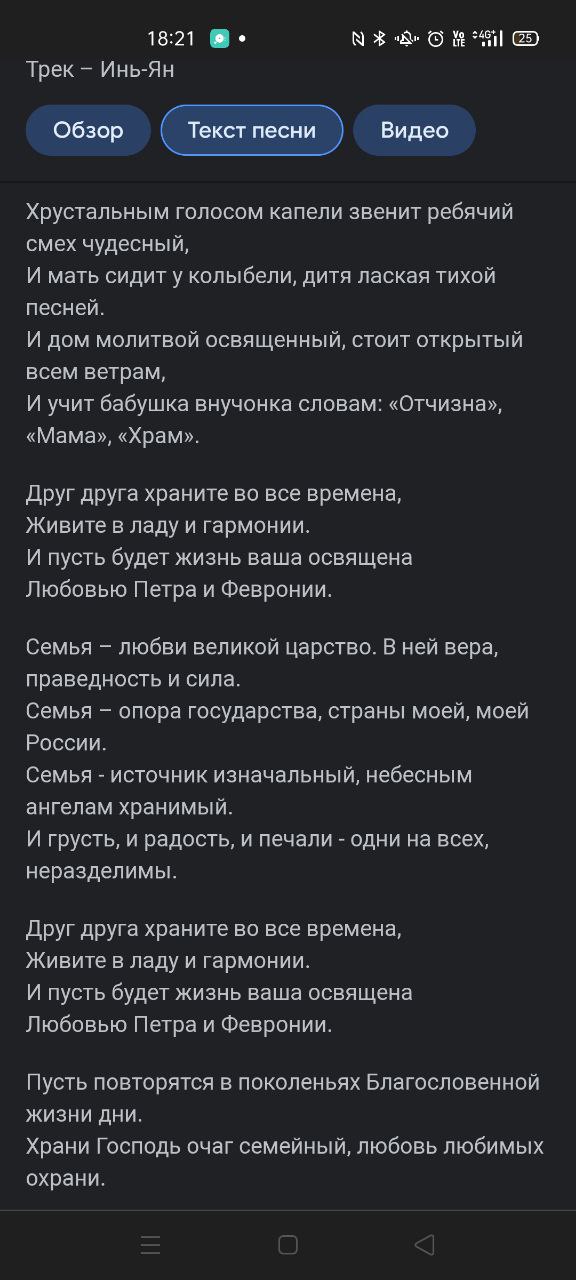 18:21
Vo LTE 4G+ 25
Трек – Инь-Ян
Обзор Текст песни Видео
Хрустальным голосом капели звенит ребячий
смех чудесный,
И мать сидит у колыбели, дитя лаская тихой
песней.
И дом молитвой освященный, стоит открытый
всем ветрам,
И учит бабушка внучонка словам: «Отчизна»,
«Мама», «Храм».
Друг друга храните во все времена,
Живите в ладу и гармонии.
И пусть будет жизнь ваша освящена
Любовью Петра и Февронии.
Семья – любви великой царство. В ней вера,
праведность и сила.
Семья – опора государства, страны моей, моей
России.
Семья - источник изначальный, небесным
ангелам хранимый.
И грусть, и радость, и печали - одни на всех,
неразделимы.
Друг друга храните во все времена,
Живите в ладу и гармонии.
И пусть будет жизнь ваша освящена
Любовью Петра и Февронии.
Пусть повторятся в поколеньях Благословенной
жизни дни.
Храни Господь очаг семейный, любовь любимых
охрани.